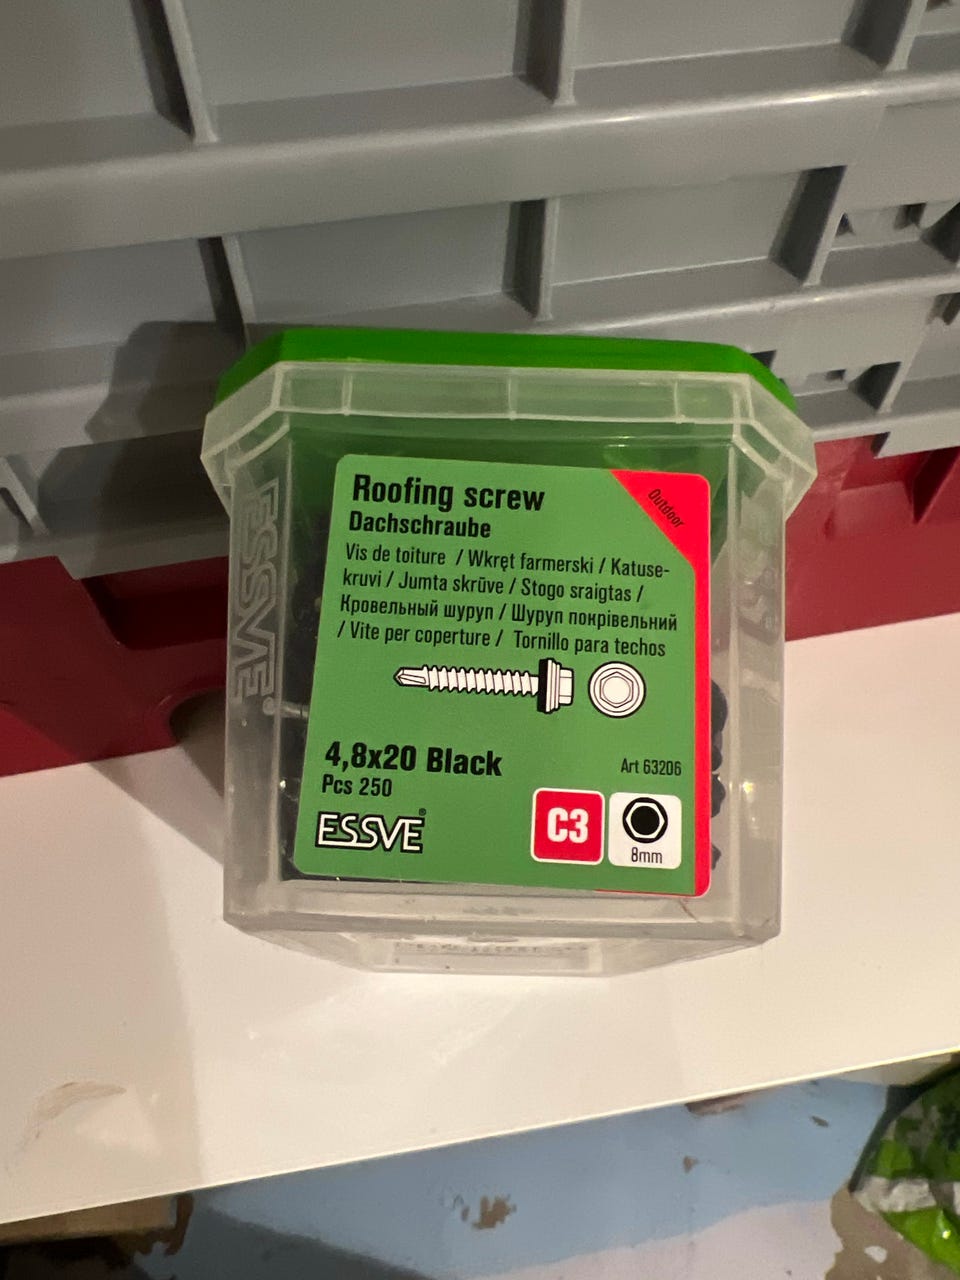 Roofing screw
Dachschraube
Outdoor
Vis de toiture / Wkręt farmerski / Katuse-
kruvi / Jumta skrūve / Stogo sraigtas /
Кровельный шуруп / Шуруп покрівельний
/ Vite per coperture / Tornillo para techos
4,8x20 Black
Art 63206
Pcs 250
ESSVE®
C3
8mm
ESSVE®